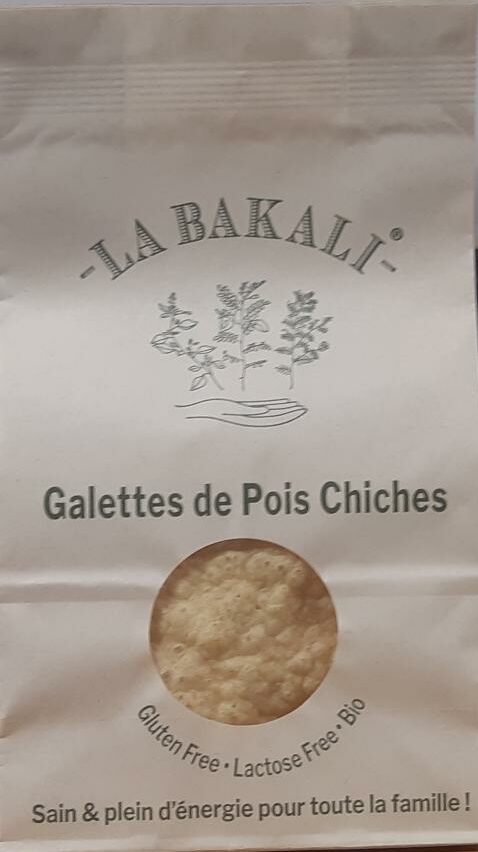 -LA BAKALI®-
Galettes de Pois Chiches
Gluten Free • Lactose Free • Bio
Sain & plein d'énergie pour toute la famille !